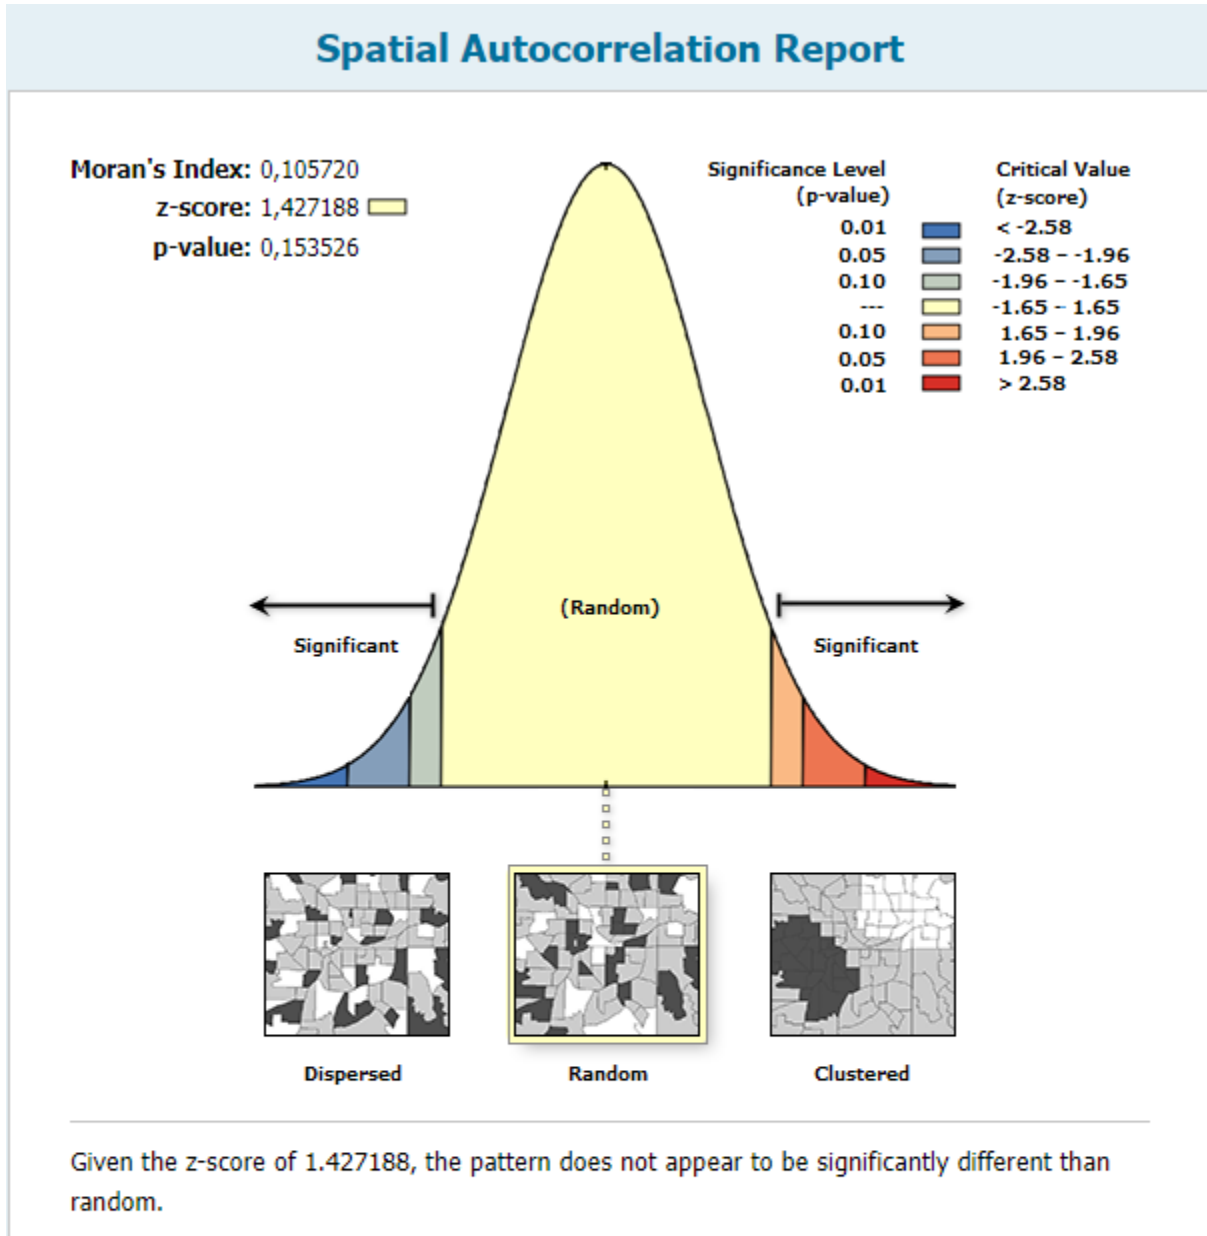 Spatial Autocorrelation Report
Moran's Index: 0,105720
z-score: 1,427188
p-value: 0,153526
Significance Level
(p-value)
Critical Value
(z-score)
0.01 < -2.58
0.05 -2.58 – -1.96
0.10 -1.96 – -1.65
--- -1.65 – 1.65
0.10 1.65 – 1.96
0.05 1.96 – 2.58
0.01 > 2.58
(Random)
Significant
Significant
Dispersed
Random
Clustered
Given the z-score of 1.427188, the pattern does not appear to be significantly different than
random.